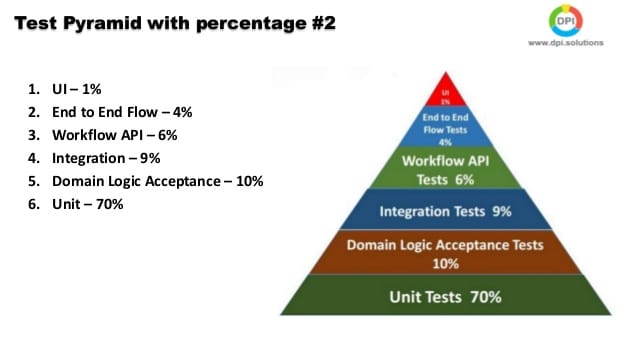 Test Pyramid with percentage #2
DPI
www.dpi.solutions
1. UI – 1%
2. End to End Flow – 4%
3. Workflow API – 6%
4. Integration – 9%
5. Domain Logic Acceptance – 10%
6. Unit – 70%
UI
1%
End to End
Flow Tests
4%
Workflow API
Tests 6%
Integration Tests 9%
Domain Logic Acceptance Tests
10%
Unit Tests 70%